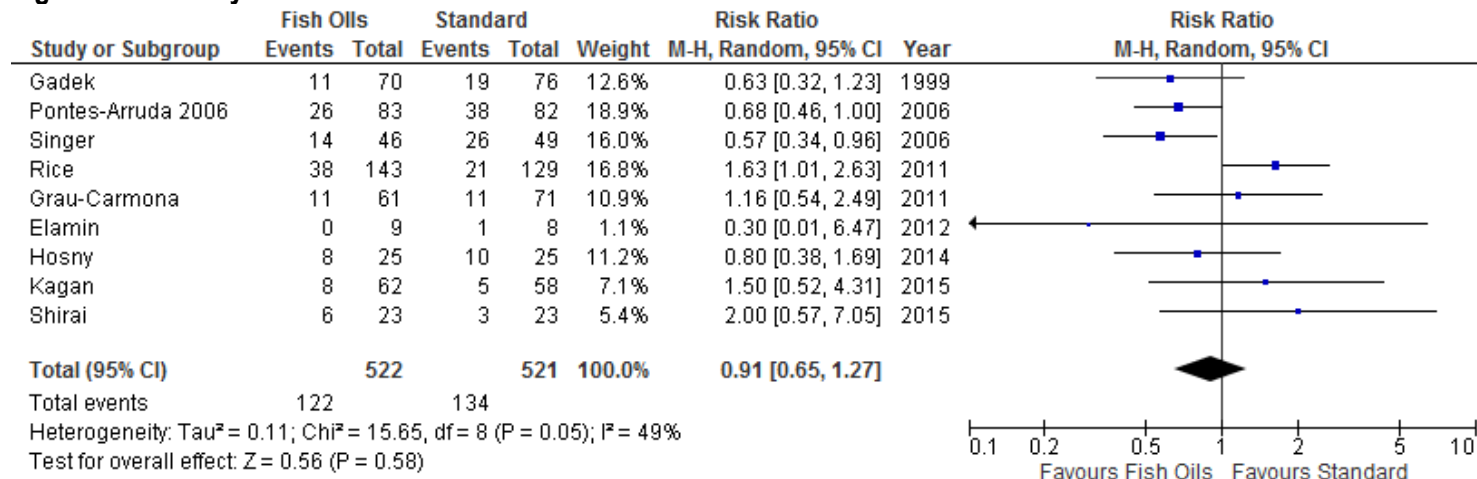 Fish Oils Standard Risk Ratio Risk Ratio
Study or Subgroup Events Total Events Total Weight M-H, Random, 95% CI Year M-H, Random, 95% CI
Gadek 11 70 19 76 12.6% 0.63 [0.32, 1.23] 1999
Pontes-Arruda 2006 26 83 38 82 18.9% 0.68 [0.46, 1.00] 2006
Singer 14 46 26 49 16.0% 0.57 [0.34, 0.96] 2006
Rice 38 143 21 129 16.8% 1.63 [1.01, 2.63] 2011
Grau-Carmona 11 61 11 71 10.9% 1.16 [0.54, 2.49] 2011
Elamin 0 9 1 8 1.1% 0.30 [0.01, 6.47] 2012
Hosny 8 25 10 25 11.2% 0.80 [0.38, 1.69] 2014
Kagan 8 62 5 58 7.1% 1.50 [0.52, 4.31] 2015
Shirai 6 23 3 23 5.4% 2.00 [0.57, 7.05] 2015
Total (95% CI) 522 521 100.0% 0.91 [0.65, 1.27]
Total events 122 134
Heterogeneity: Tau² = 0.11; Chi² = 15.65, df = 8 (P = 0.05); I² = 49%
Test for overall effect: Z = 0.56 (P = 0.58)
0.1 0.2 0.5 1 2 5 10
Favours Fish Oils Favours Standard